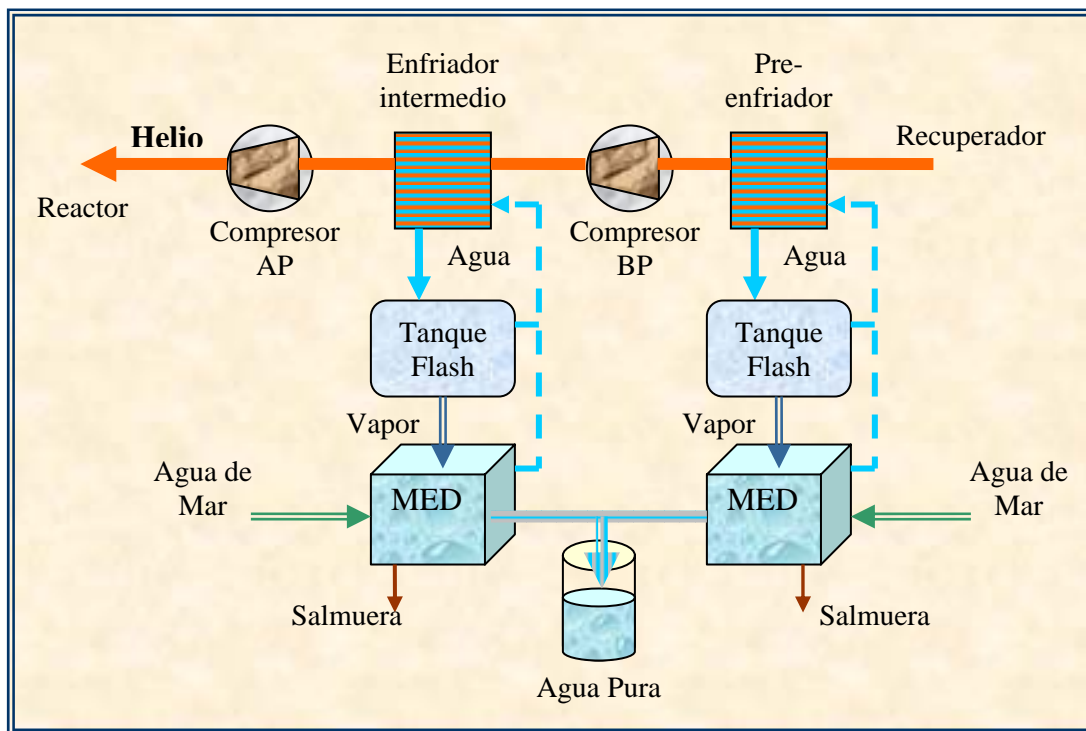 Enfriador
intermedio
Pre-
enfriador
Helio
Recuperador
Reactor
Compresor
AP
Agua
Compresor
BP
Agua
Tanque
Flash
Tanque
Flash
Vapor
Vapor
Agua de
Mar
MED
MED
Agua de
Mar
Salmuera
Salmuera
Agua Pura